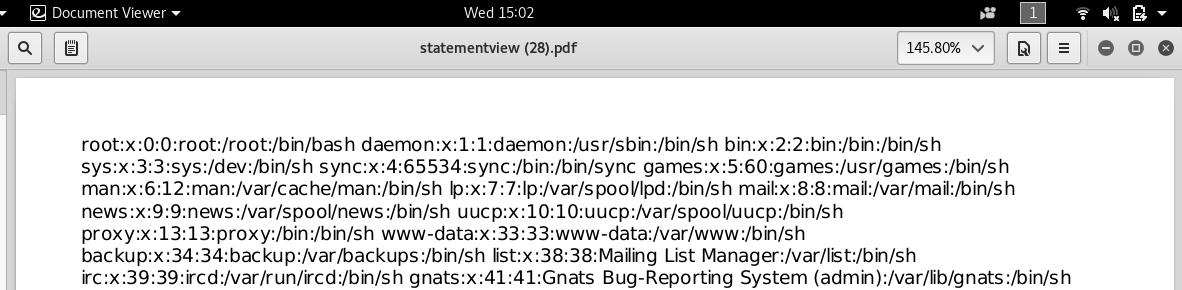 Document Viewer
Wed 15:02
1
statementview (28).pdf
145.80%
root:x:0:0:root:/root:/bin/bash daemon:x:1:1:daemon:/usr/sbin:/bin/sh bin:x:2:2:bin:/bin:/bin/sh
sys:x:3:3:sys:/dev:/bin/sh sync:x:4:65534:sync:/bin:/bin/sync games:x:5:60:games:/usr/games:/bin/sh
man:x:6:12:man:/var/cache/man:/bin/sh lp:x:7:7:lp:/var/spool/lpd:/bin/sh mail:x:8:8:mail:/var/mail:/bin/sh
news:x:9:9:news:/var/spool/news:/bin/sh uucp:x:10:10:uucp:/var/spool/uucp:/bin/sh
proxy:x:13:13:proxy:/bin:/bin/sh www-data:x:33:33:www-data:/var/www:/bin/sh
backup:x:34:34:backup:/var/backups:/bin/sh list:x:38:38:Mailing List Manager:/var/list:/bin/sh
irc:x:39:39:ircd:/var/run/ircd:/bin/sh gnats:x:41:41:Gnats Bug-Reporting System (admin):/var/lib/gnats:/bin/sh